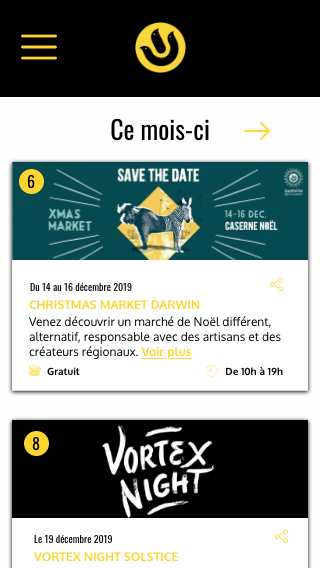 Ce mois-ci
6
SAVE THE DATE
XMAS
MARKET
14-16 DEC.
CASERNE NOËL
Du 14 au 16 décembre 2019
CHRISTMAS MARKET DARWIN
Venez découvrir un marché de Noël différent,
alternatif, responsable avec des artisans et des
créateurs régionaux. Voir plus
Gratuit
De 10h à 19h
8
VORTEX
NIGHT
Le 19 décembre 2019
VORTEX NIGHT SOLSTICE